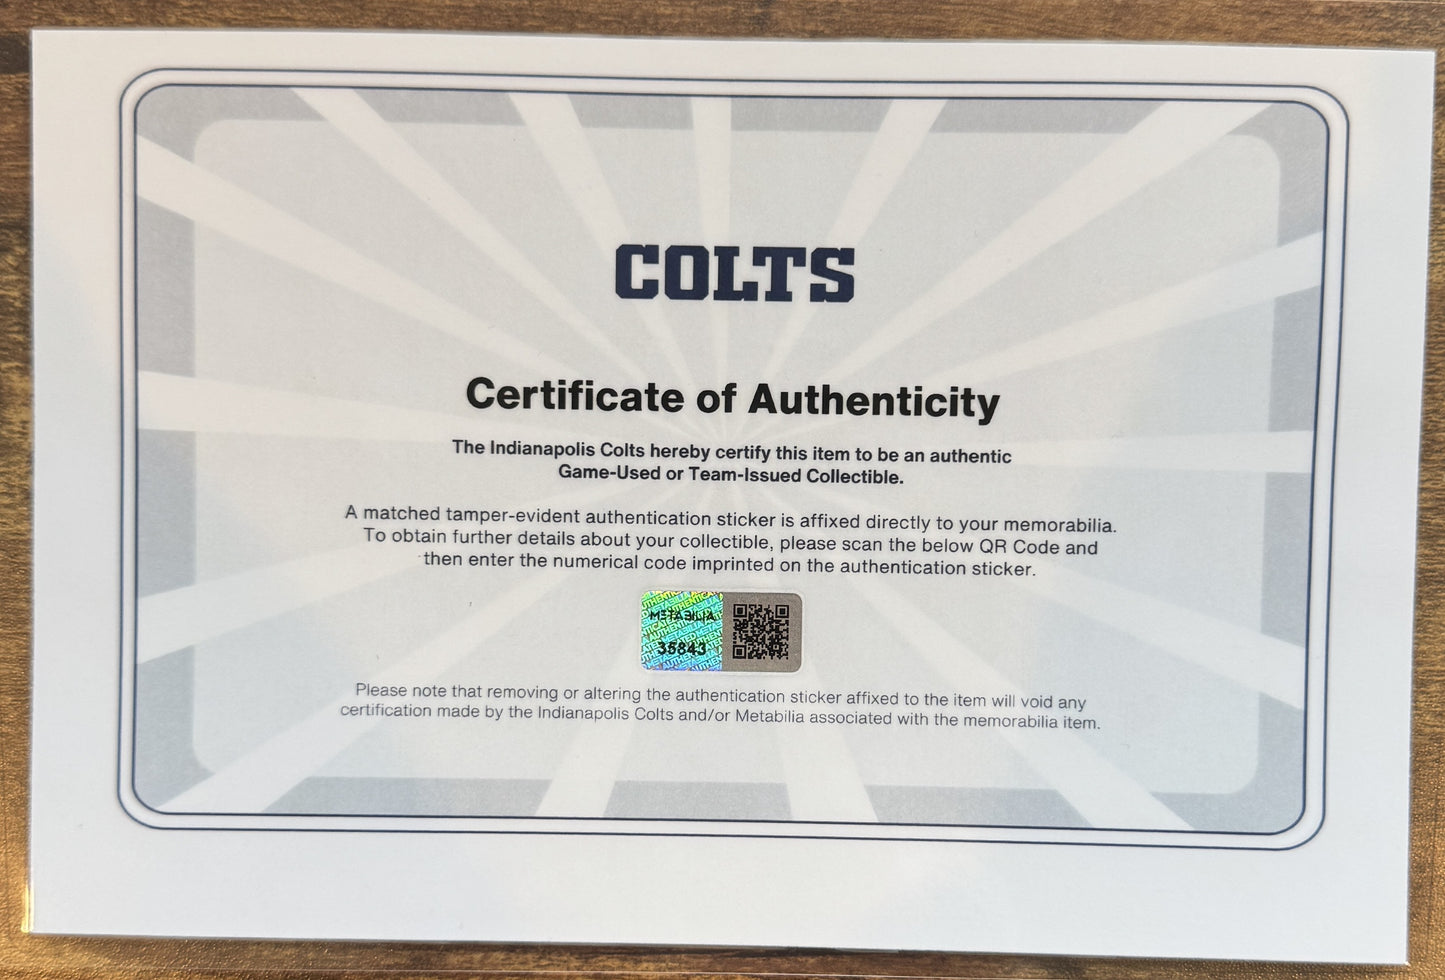 COLTS
Certificate of Authenticity
The Indianapolis Colts hereby certify this item to be an authentic
Game-Used or Team-Issued Collectible.
A matched tamper-evident authentication sticker is affixed directly to your memorabilia.
To obtain further details about your collectible, please scan the below QR Code and
then enter the numerical code imprinted on the authentication sticker.
METABILIA
35843
Please note that removing or altering the authentication sticker affixed to the item will void any
certification made by the Indianapolis Colts and/or Metabilia associated with the memorabilia item.